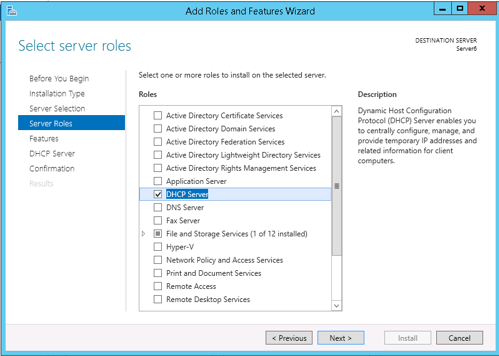 Add Roles and Features Wizard
Select server roles
DESTINATION SERVER
Server6
Before You Begin
Installation Type
Server Selection
Server Roles
Features
DHCP Server
Confirmation
Results
Select one or more roles to install on the selected server.
Roles
Active Directory Certificate Services
Active Directory Domain Services
Active Directory Federation Services
Active Directory Lightweight Directory Services
Active Directory Rights Management Services
Application Server
DHCP Server
DNS Server
Fax Server
File and Storage Services (1 of 12 installed)
Hyper-V
Network Policy and Access Services
Print and Document Services
Remote Access
Remote Desktop Services
Description
Dynamic Host Configuration
Protocol (DHCP) Server enables you
to centrally configure, manage, and
provide temporary IP addresses and
related information for client
computers.
< Previous
Next >
Install
Cancel